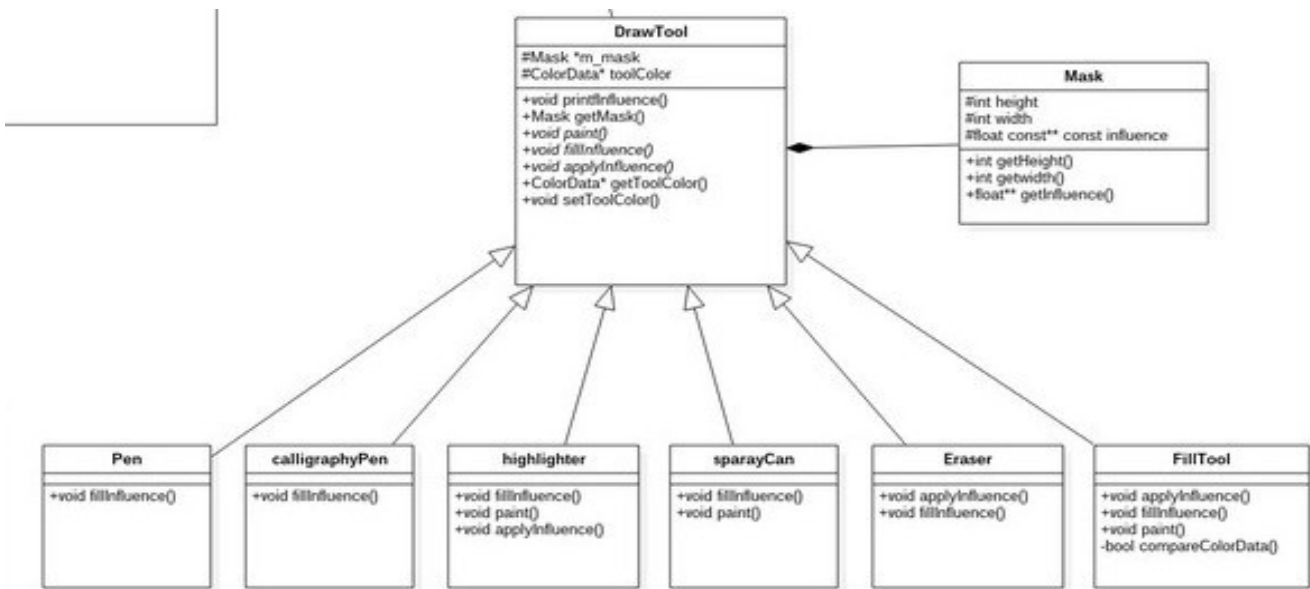 DrawTool
#Mask *m_mask
#ColorData* toolColor
+void printfInfluence()
+Mask getMask()
+void paint()
+void fillInfluence()
+void applyInfluence()
+ColorData* getToolColor()
+void setToolColor()
Mask
#int height
#int width
#float const** const influence
+int getHeight()
+int getwidth()
+float** getInfluence()
Pen
+void fillInfluence()
calligraphyPen
+void fillInfluence()
highlighter
+void fillInfluence()
+void paint()
+void applyInfluence()
sparayCan
+void fillInfluence()
+void paint()
Eraser
+void applyInfluence()
+void fillInfluence()
FillTool
+void applyInfluence()
+void fillInfluence()
+void paint()
-bool compareColorData()